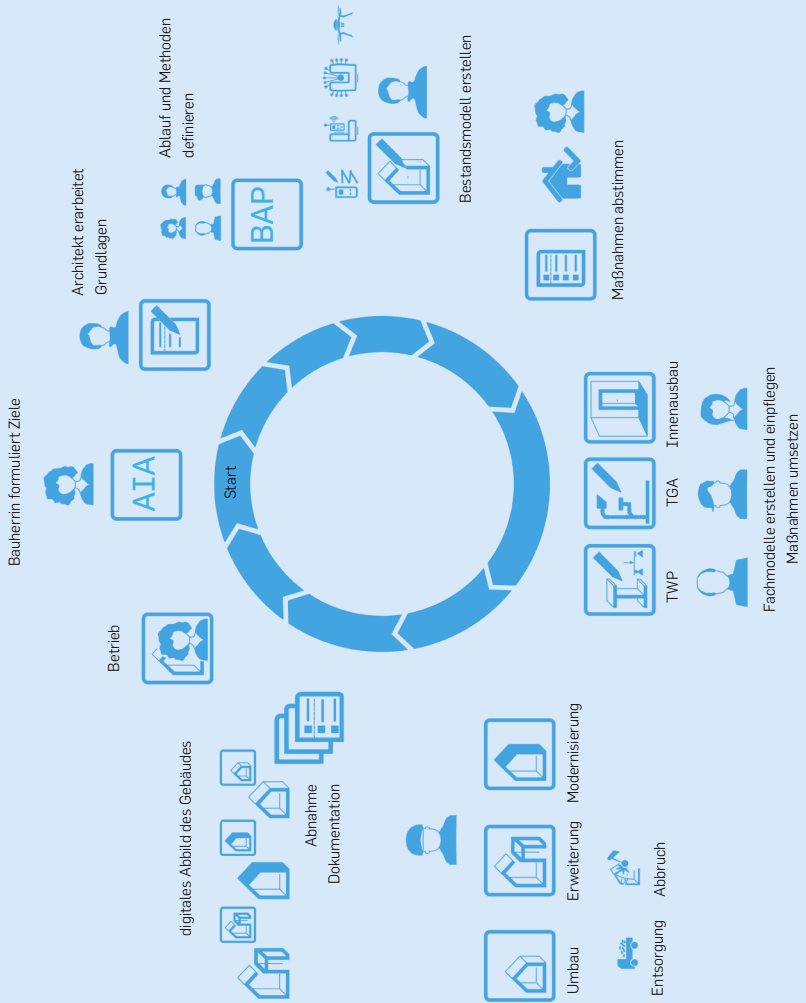 Bauherrin formuliert Ziele
AIA
Start
Architekt erarbeitet
Grundlagen
Ablauf und Methoden
definieren
BAP
Bestandsmodell erstellen
Maßnahmen abstimmen
TWP
TGA
Innenausbau
Fachmodelle erstellen und einpflegen
Maßnahmen umsetzen
Umbau
Erweiterung
Modernisierung
Entsorgung
Abbruch
digitales Abbild des Gebäudes
Abnahme
Dokumentation
Betrieb